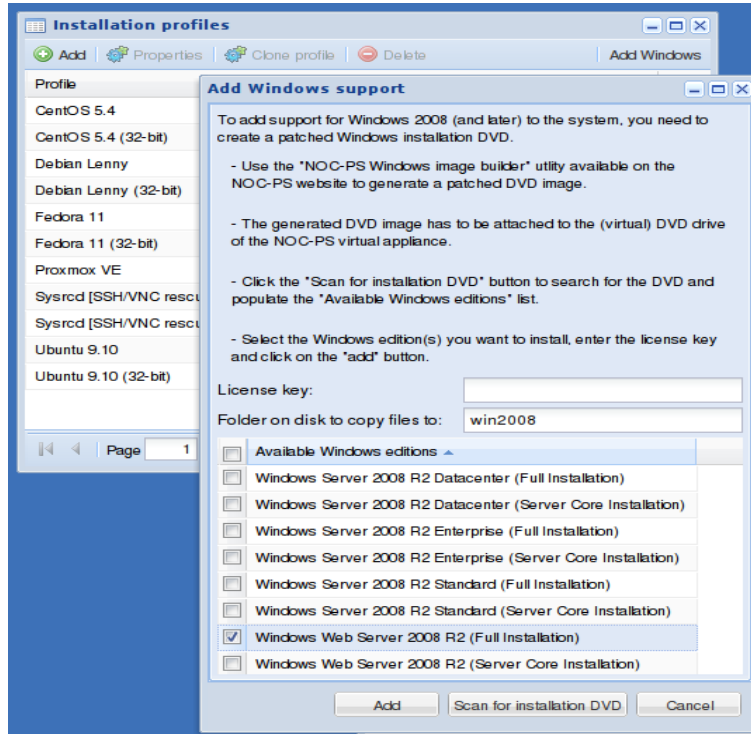 Installation profiles
Add Properties Clone profile Delete Add Windows
Profile
CentOS 5.4
CentOS 5.4 (32-bit)
Debian Lenny
Debian Lenny (32-bit)
Fedora 11
Fedora 11 (32-bit)
Proxmox VE
Sysrcd [SSH/VNC rescu
Sysrcd [SSH/VNC rescu
Ubuntu 9.10
Ubuntu 9.10 (32-bit)
Page 1
Add Windows support
To add support for Windows 2008 (and later) to the system, you need to
create a patched Windows installation DVD.
- Use the "NOC-PS Windows image builder" utlity available on the
NOC-PS website to generate a patched DVD image.
- The generated DVD image has to be attached to the (virtual) DVD drive
of the NOC-PS virtual appliance.
- Click the "Scan for installation DVD" button to search for the DVD and
populate the "Available Windows editions" list.
- Select the Windows edition(s) you want to install, enter the license key
and click on the "add" button.
License key:
Folder on disk to copy files to: win2008
Available Windows editions
Windows Server 2008 R2 Datacenter (Full Installation)
Windows Server 2008 R2 Datacenter (Server Core Installation)
Windows Server 2008 R2 Enterprise (Full Installation)
Windows Server 2008 R2 Enterprise (Server Core Installation)
Windows Server 2008 R2 Standard (Full Installation)
Windows Server 2008 R2 Standard (Server Core Installation)
Windows Web Server 2008 R2 (Full Installation)
Windows Web Server 2008 R2 (Server Core Installation)
Add Scan for installation DVD Cancel